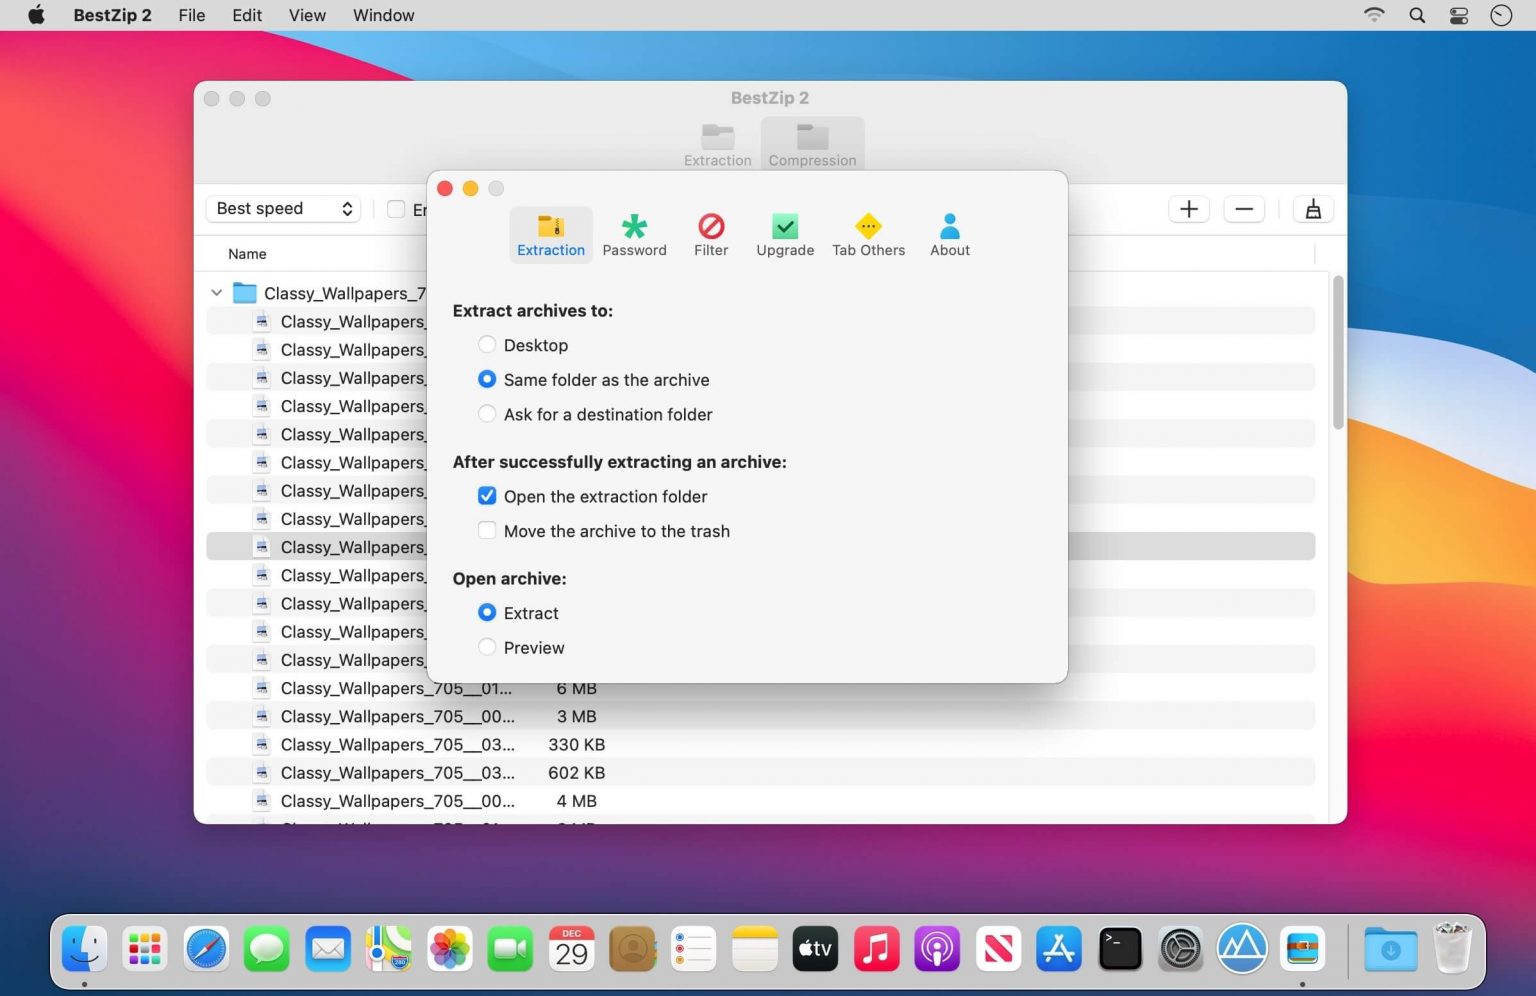 BestZip 2 File Edit View Window
BestZip 2
Extraction Compression
Best speed
Name
Extraction Password Filter Upgrade Tab Others About
Extract archives to:
Desktop
Same folder as the archive
Ask for a destination folder
After successfully extracting an archive:
Open the extraction folder
Move the archive to the trash
Open archive:
Extract
Preview
Classy_Wallpapers_7
Classy_Wallpapers_
Classy_Wallpapers_
Classy_Wallpapers_
Classy_Wallpapers_
Classy_Wallpapers_
Classy_Wallpapers_
Classy_Wallpapers_
Classy_Wallpapers_
Classy_Wallpapers_
Classy_Wallpapers_
Classy_Wallpapers_
Classy_Wallpapers_
Classy_Wallpapers_
Classy_Wallpapers_705__01... 6 MB
Classy_Wallpapers_705__00... 3 MB
Classy_Wallpapers_705__03... 330 KB
Classy_Wallpapers_705__03... 602 KB
Classy_Wallpapers_705__00... 4 MB
DEC
29
280
tv
>_